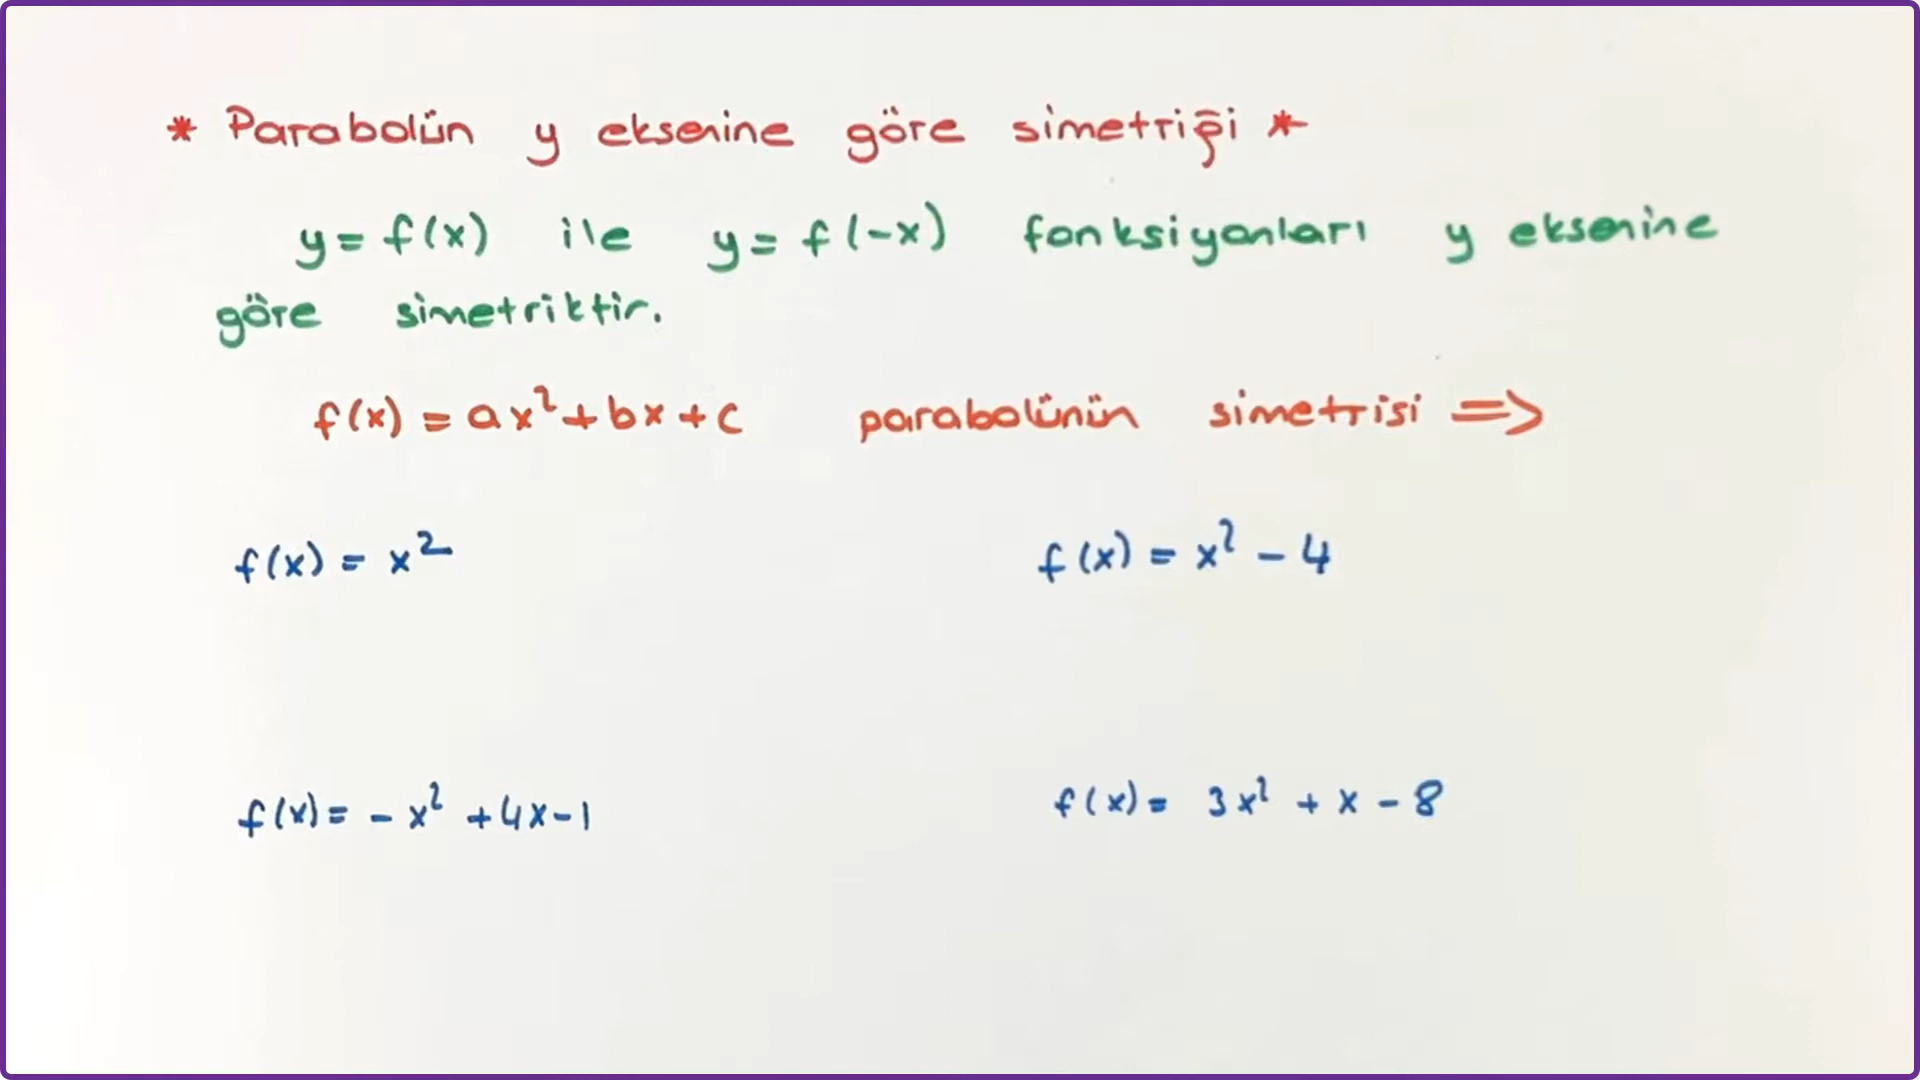 * Parabolün y eksenine göre simetriği *
y = f(x) ile y = f(-x) fonksiyonları y eksenine
göre simetriktir.
f(x) = ax² + bx + c parabolünün simetrisi =>
f(x) = x² f(x) = x² - 4
f(x) = - x² + 4x - 1 f(x) = 3x² + x - 8